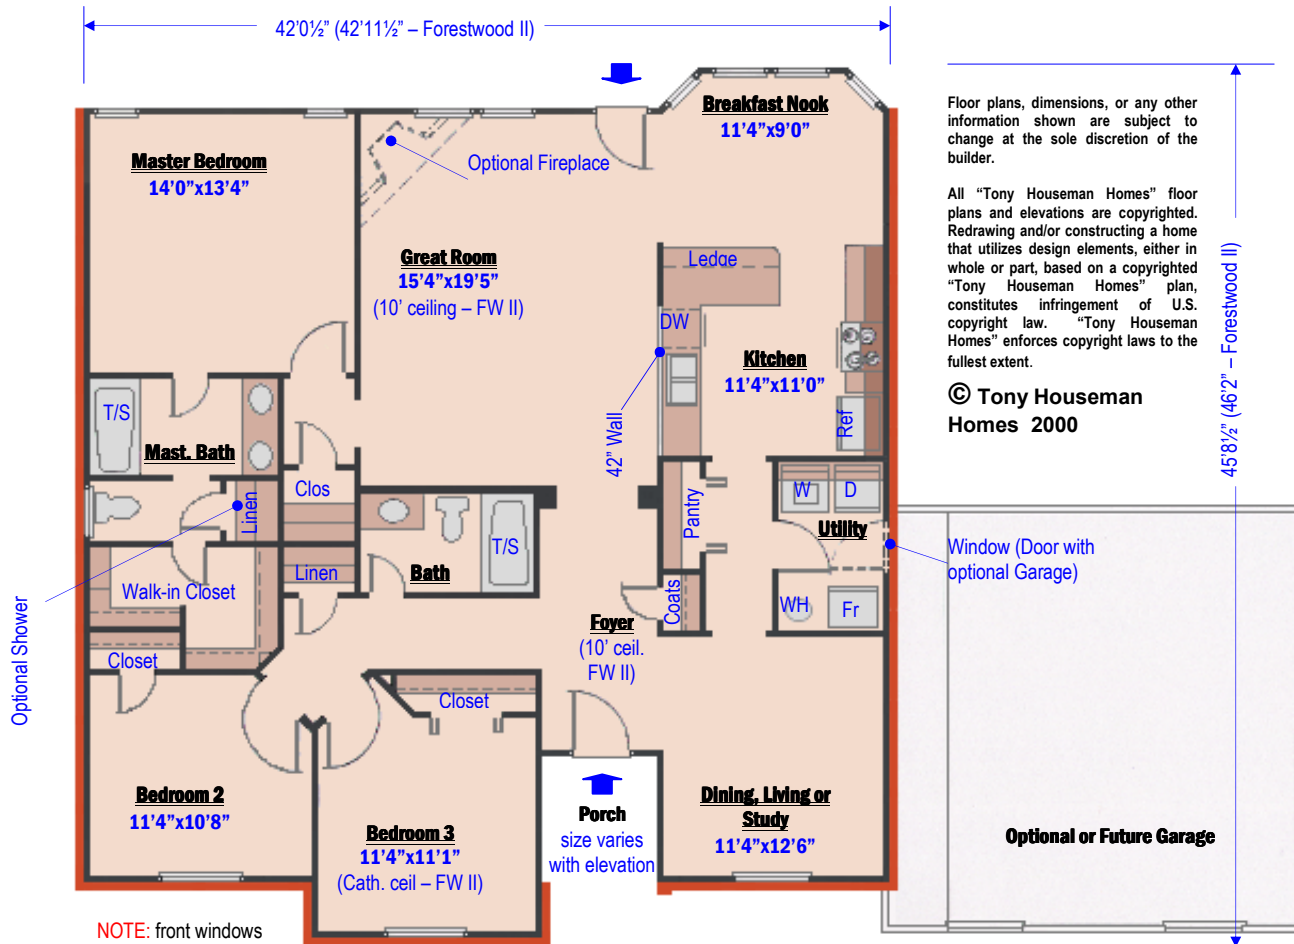 42'0½" (42'11½" – Forestwood II)
Breakfast Nook
11'4"x9'0"
Master Bedroom
14'0"x13'4"
Optional Fireplace
Great Room
15'4"x19'5"
(10' ceiling – FW II)
Ledge
DW
Kitchen
11'4"x11'0"
Ref
42" Wall
T/S
Mast. Bath
Linen
Clos
Pantry
W
D
Utility
T/S
Bath
Linen
Walk-in Closet
Closet
Optional Shower
Coats
WH
Fr
Foyer
(10' ceil.
FW II)
Window (Door with
optional Garage)
Closet
Bedroom 2
11'4"x10'8"
Bedroom 3
11'4"x11'1"
(Cath. ceil – FW II)
Porch
size varies
with elevation
Dining, Living or
Study
11'4"x12'6"
Optional or Future Garage
NOTE: front windows
45'8½" (46'2" – Forestwood II)
Floor plans, dimensions, or any other
information shown are subject to
change at the sole discretion of the
builder.
All “Tony Houseman Homes” floor
plans and elevations are copyrighted.
Redrawing and/or constructing a home
that utilizes design elements, either in
whole or part, based on a copyrighted
“Tony Houseman Homes” plan,
constitutes infringement of U.S.
copyright law. “Tony Houseman
Homes” enforces copyright laws to the
fullest extent.
© Tony Houseman
Homes 2000